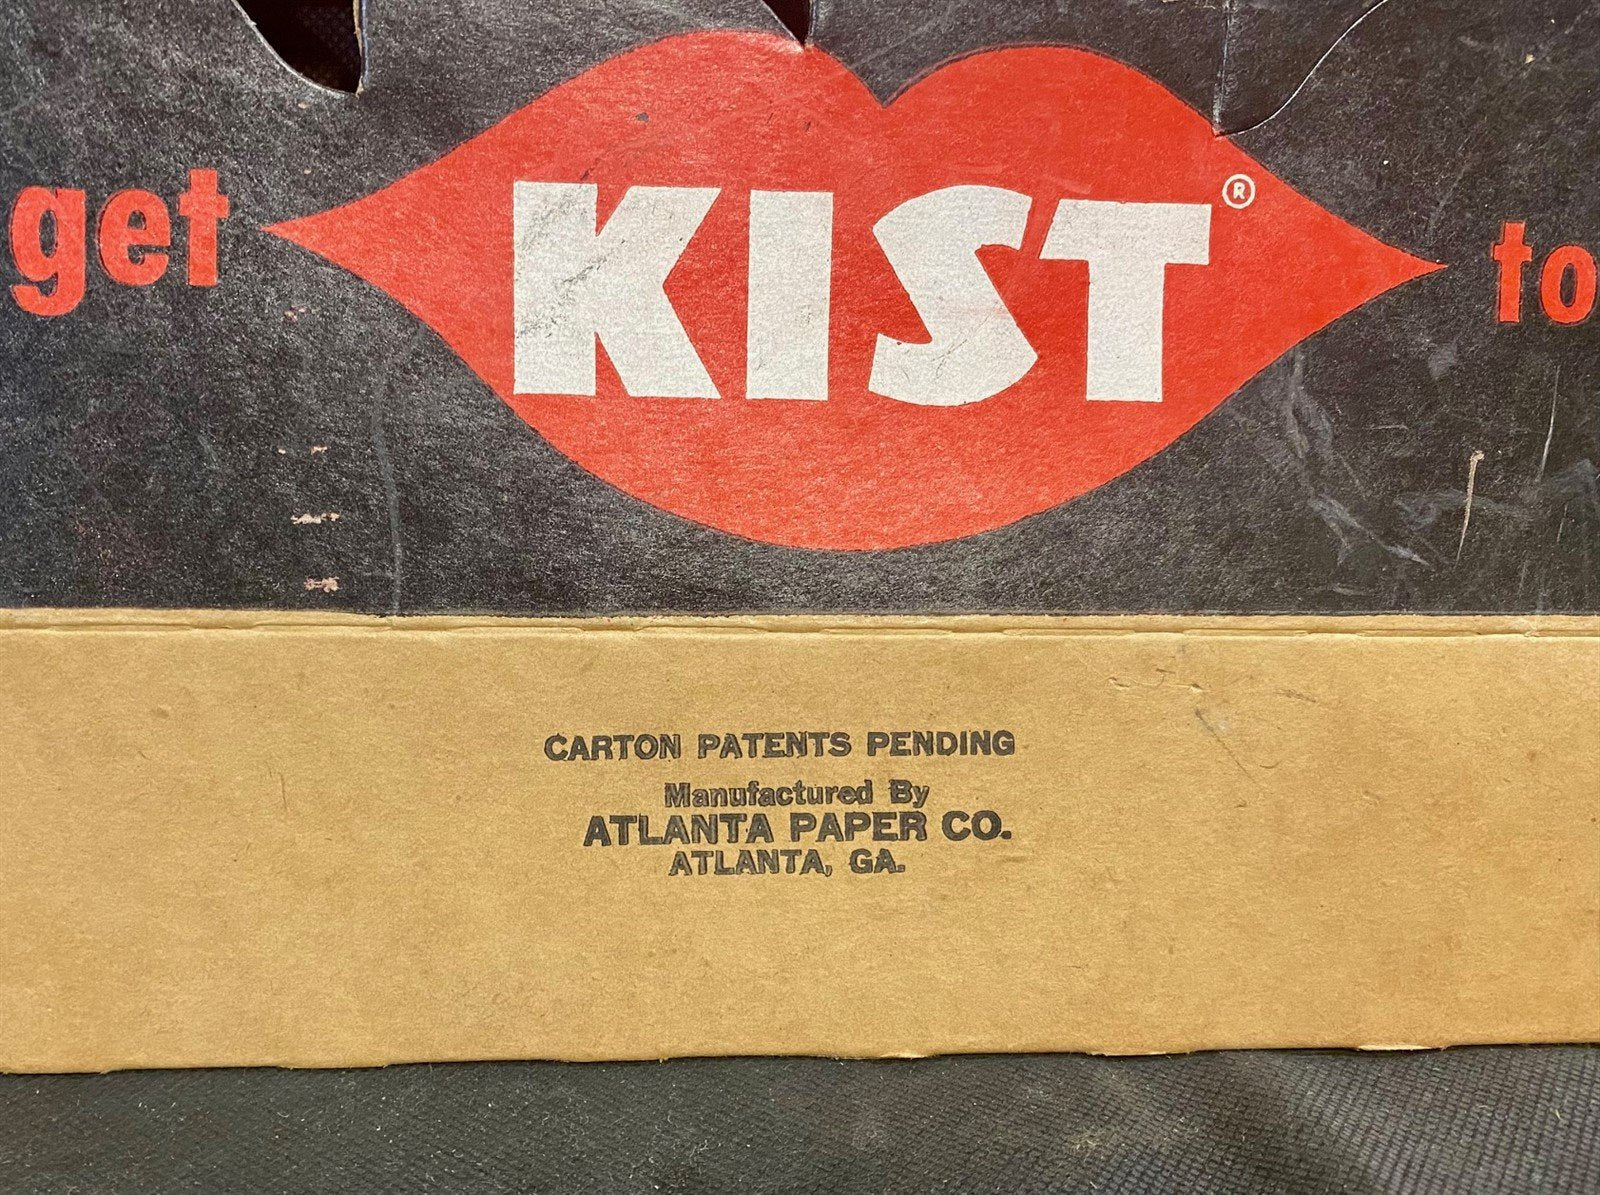 get KIST® to
CARTON PATENTS PENDING
Manufactured By
ATLANTA PAPER CO.
ATLANTA, GA.